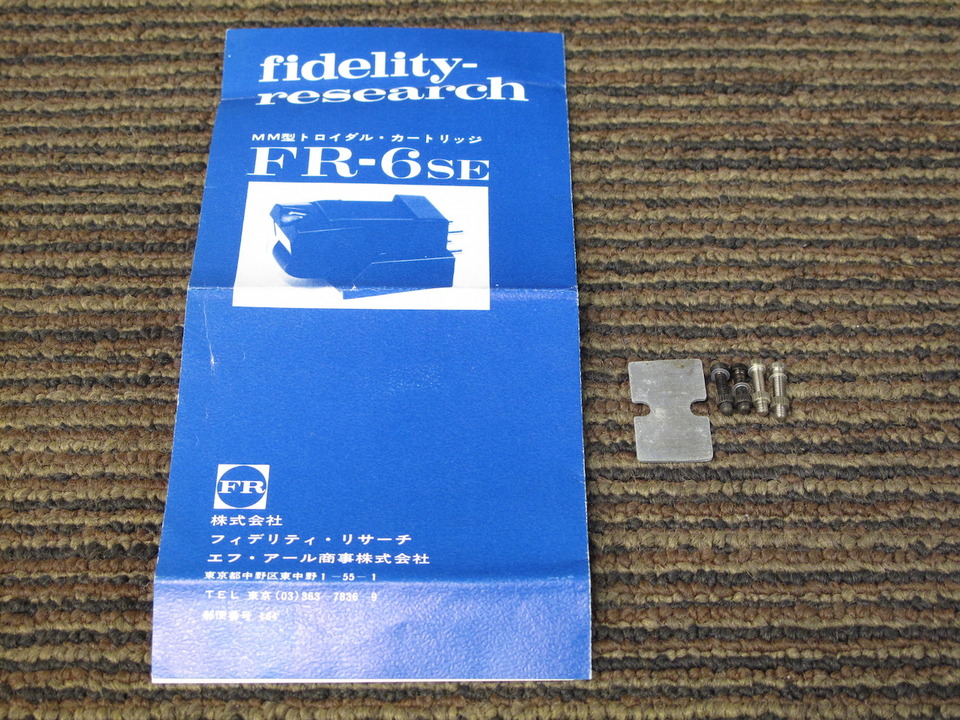 fidelity-
research
MM型トロイダル・カートリッジ
FR-6SE
FR
株式会社
フィデリティ・リサーチ
エフ・アール商事株式会社
東京都中野区東中野1-55-1
TEL 東京(03)363 7836 9
郵便番号